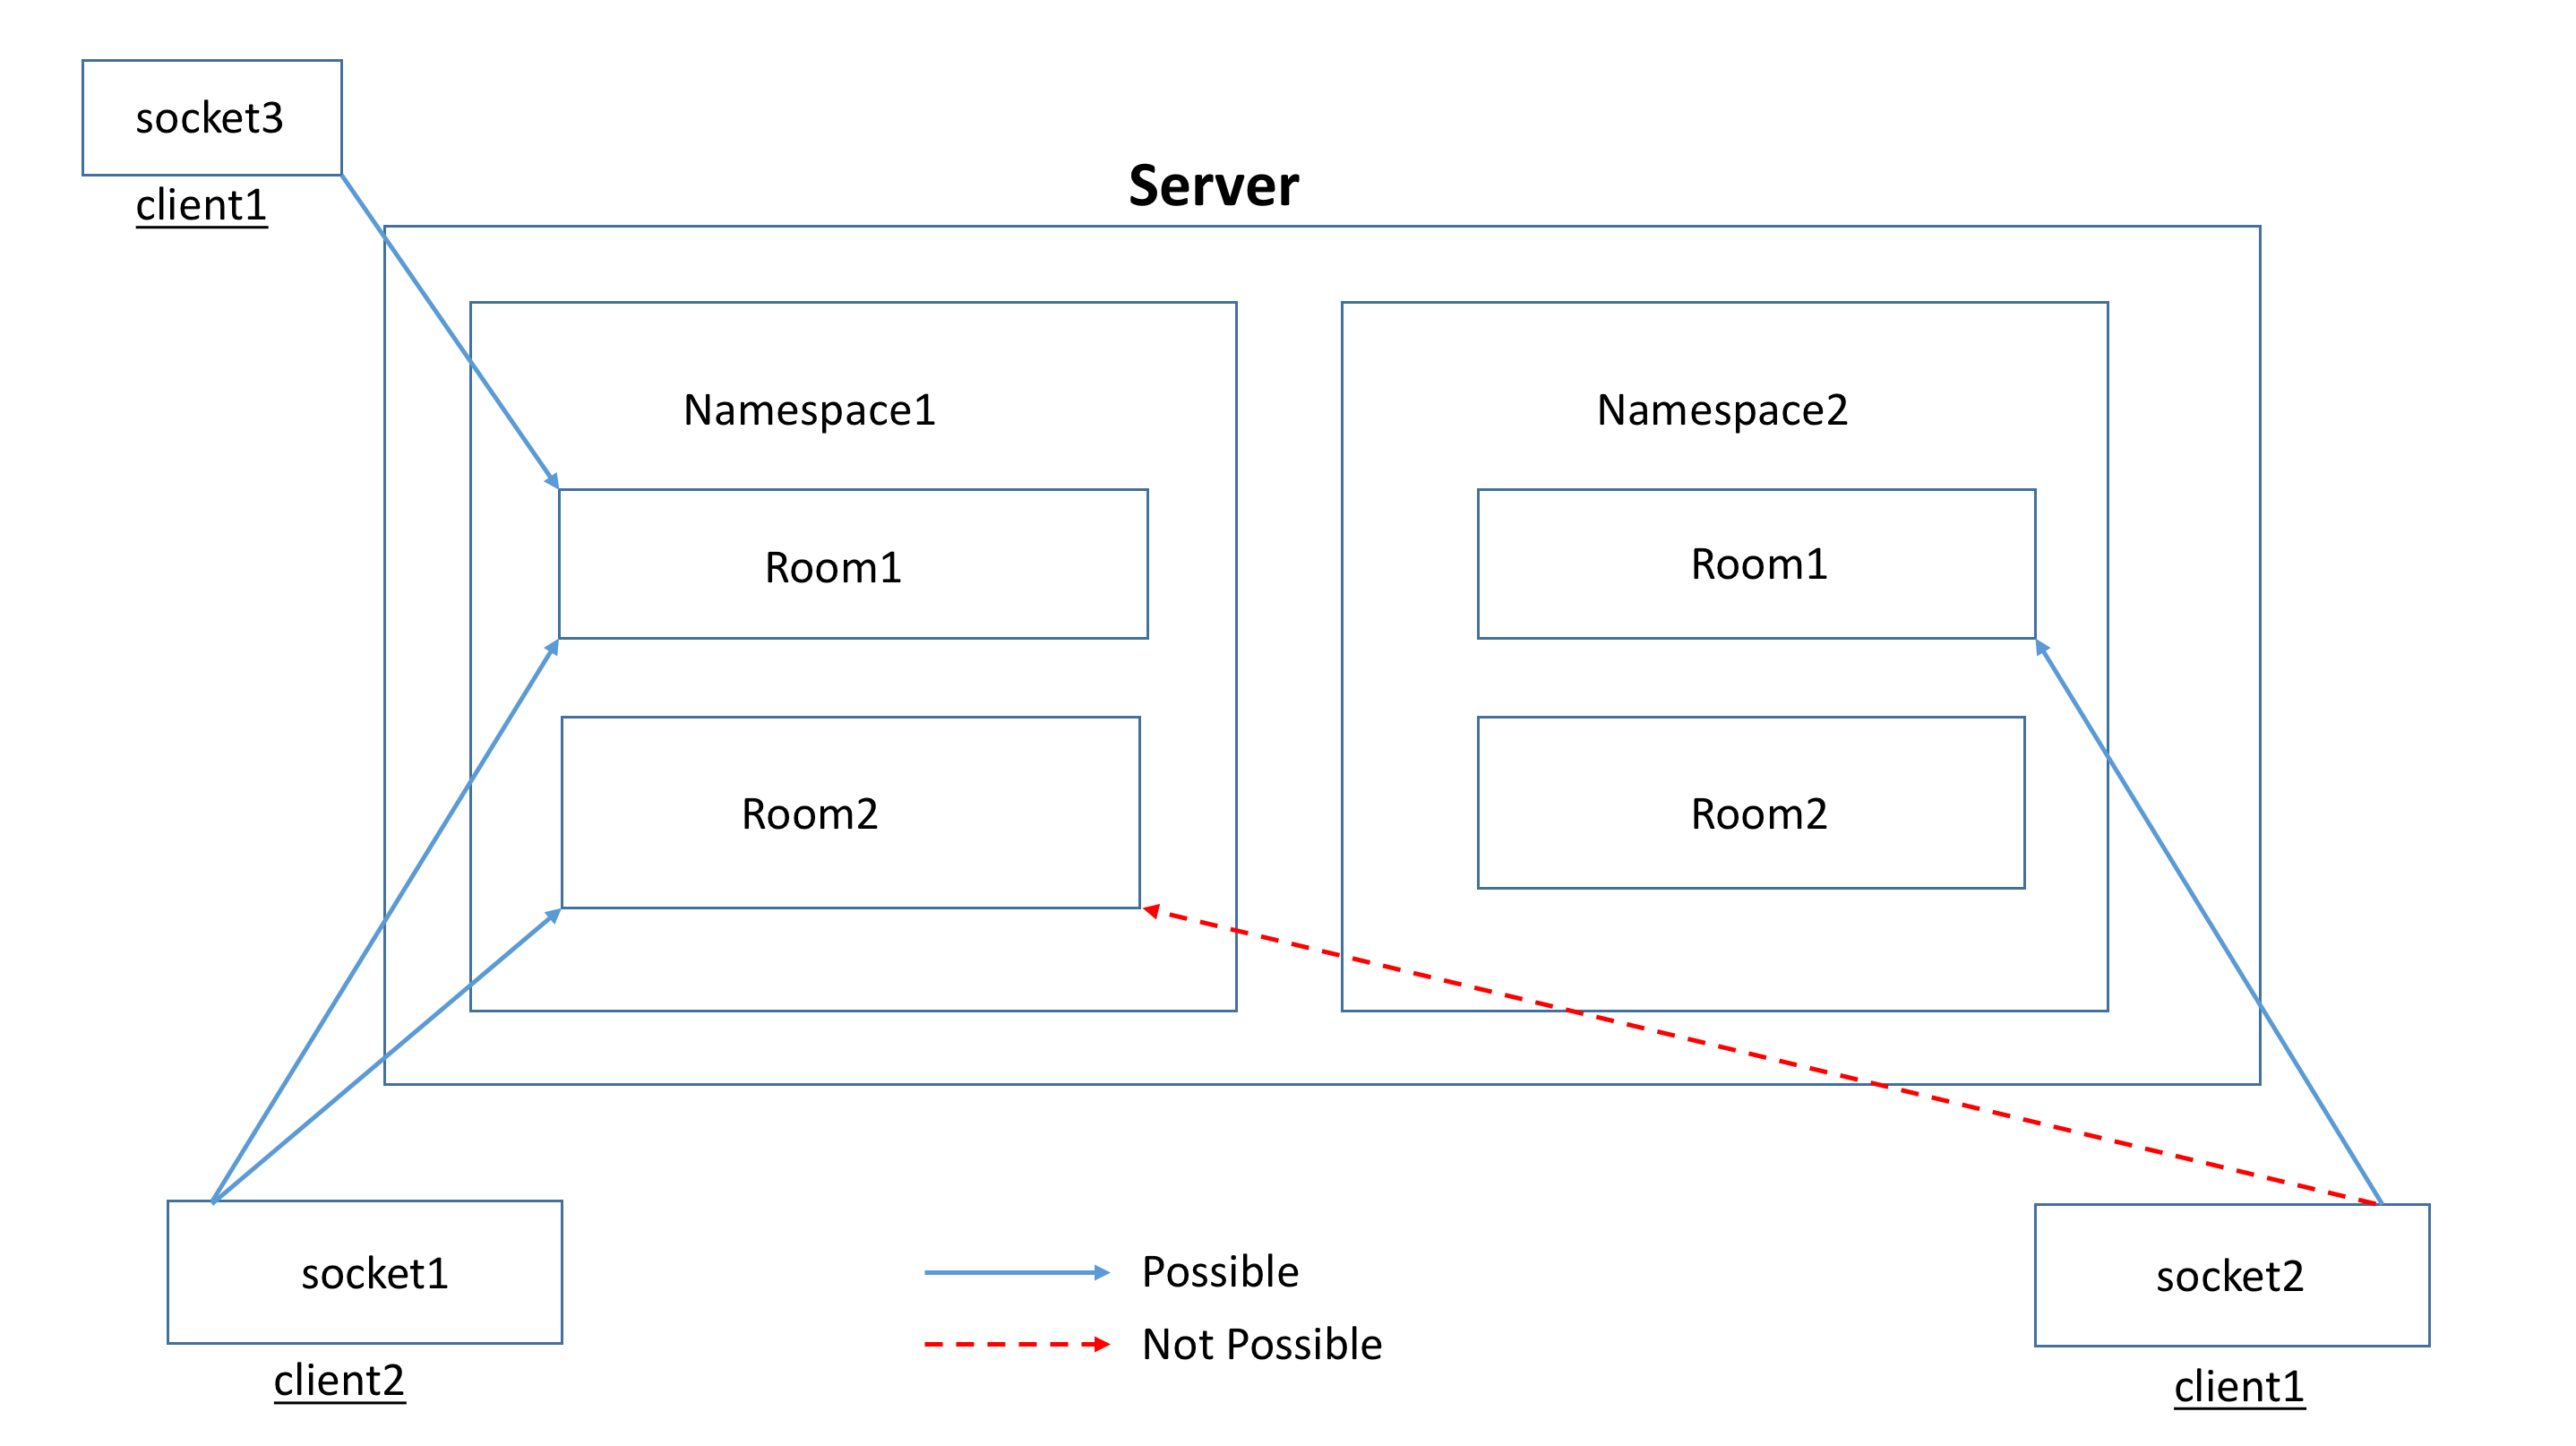 socket3
client1
Server
Namespace1
Namespace2
Room1
Room1
Room2
Room2
socket1
client2
Possible
Not Possible
socket2
client1